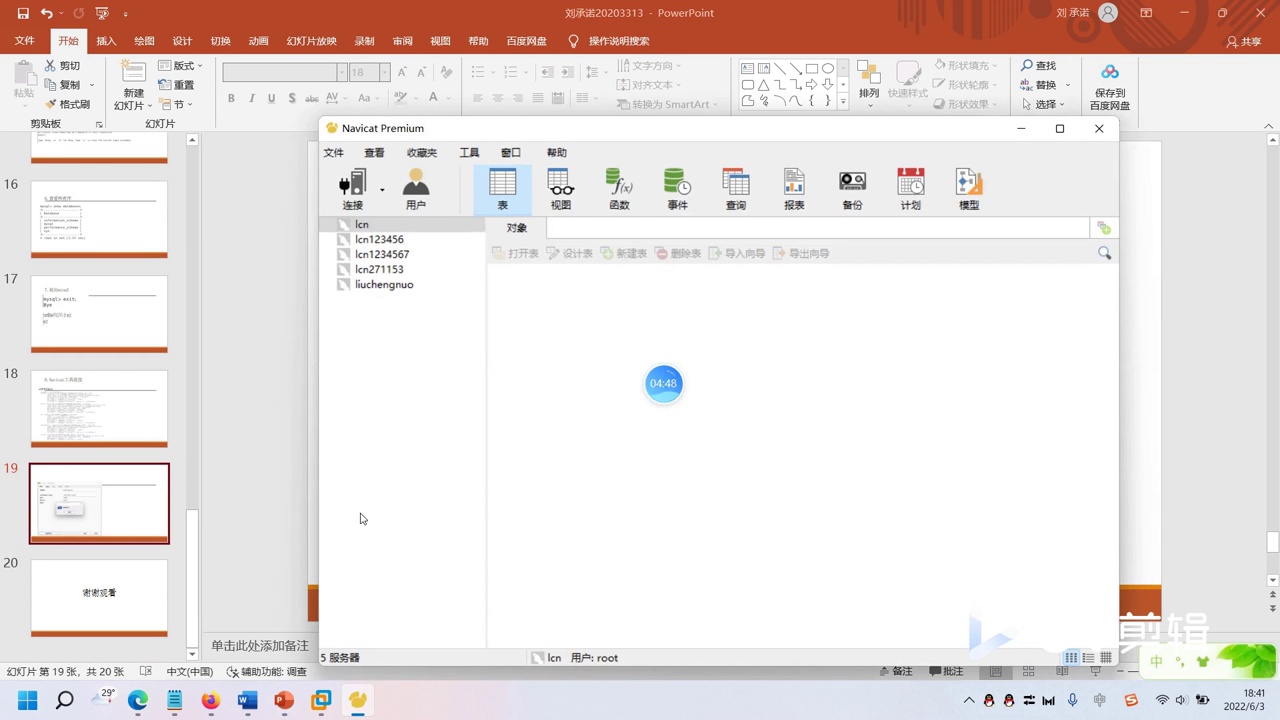 刘承诺20203313 - PowerPoint
刘 承诺
文件 开始 插入 绘图 设计 切换 动画 幻灯片放映 录制 审阅 视图 帮助 百度网盘 操作说明搜索 共享
粘贴 剪切 复制 格式刷
剪贴板
新建
幻灯片 版式 重置 节
幻灯片
18
B I U S abc AV Aa A
文字方向
对齐文本
转换为 SmartArt
排列 快速样式 形状填充 形状轮廓 形状效果
查找
替换
选择
保存到
百度网盘
Navicat Premium
文件 查看 收藏夹 工具 窗口 帮助
连接 用户 表 视图 函数 事件 查询 报表 备份 计划 模型
对象
打开表 设计表 新建表 删除表 导入向导 导出向导
lcn
lcn123456
lcn1234567
lcn271153
liuchengnuo
04:48
5 服务器
lcn 用户: root
16
17
mysql> exit;
Bye
18
19
20
谢谢观看
单击此处添加备注
幻灯片 第 19 张，共 20 张 中文(中国) 辅助功能: 调查
备注 批注
剪辑
中
29°
18:41
2022/6/3